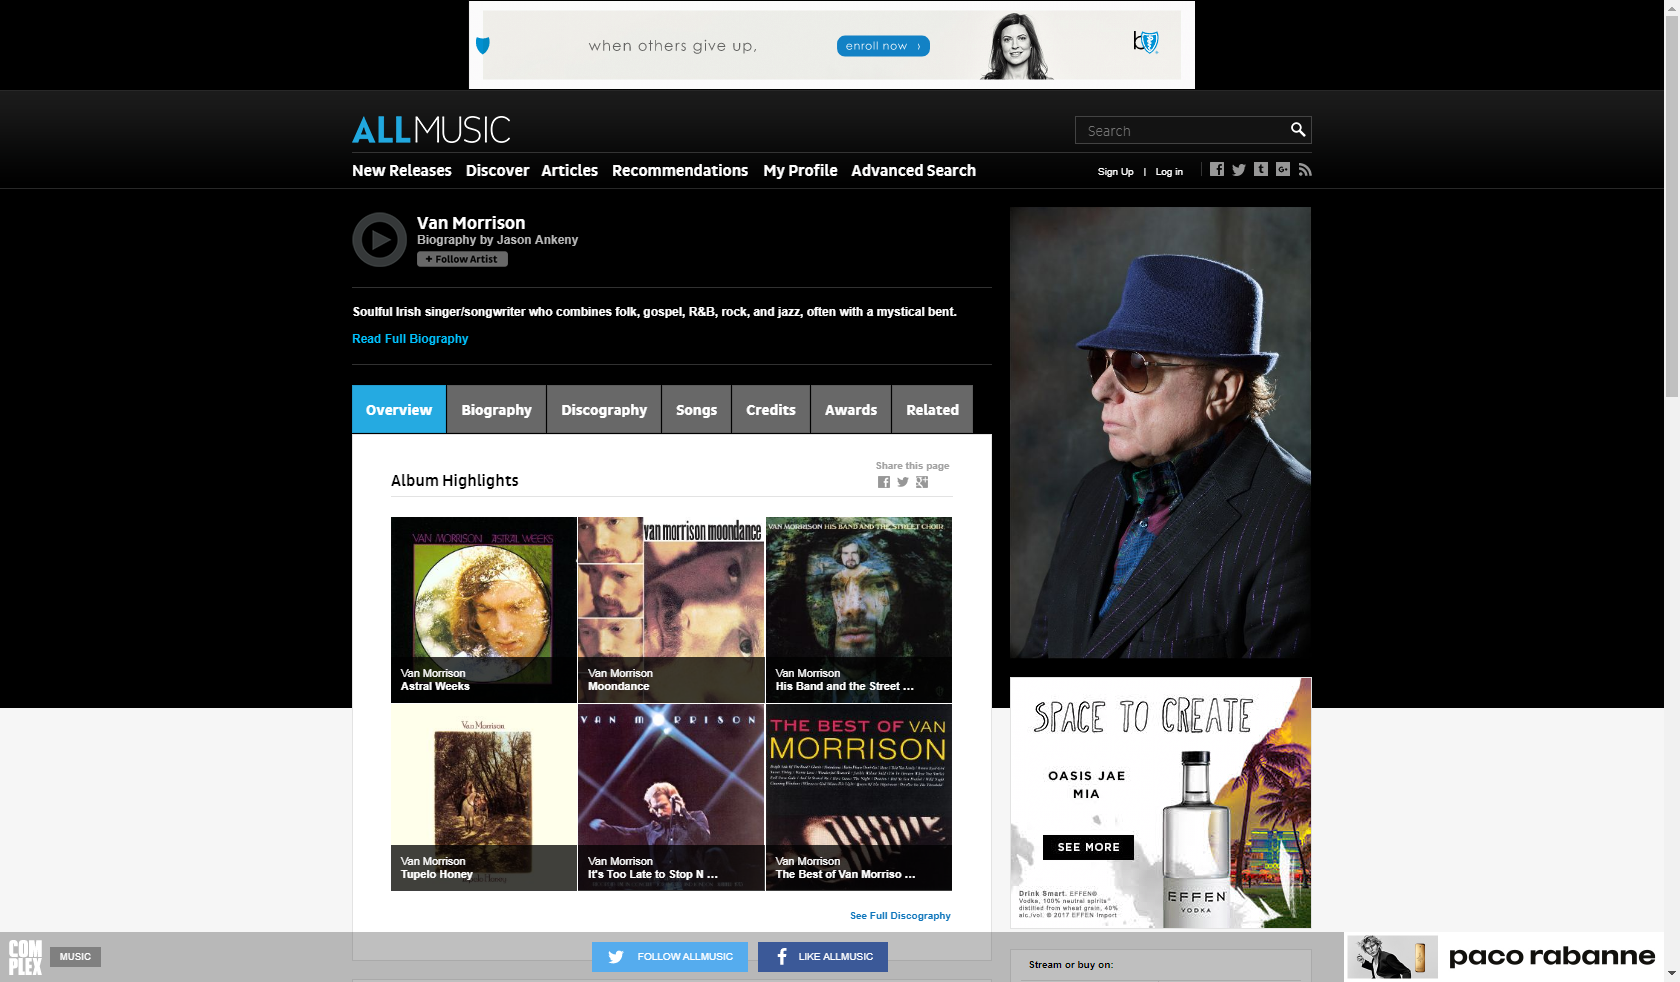 when others give up,
enroll now ›
ALLMUSIC
Search
New Releases Discover Articles Recommendations My Profile Advanced Search
Sign Up | Log in
Van Morrison
Biography by Jason Ankeny
+ Follow Artist
Soulful Irish singer/songwriter who combines folk, gospel, R&B, rock, and jazz, often with a mystical bent.
Read Full Biography
Overview Biography Discography Songs Credits Awards Related
Share this page
Album Highlights
VAN MORRISON ASTRAL WEEKS
van morrison moondance
VAN MORRISON HIS BAND AND THE STREET CHOIR
Van Morrison
Astral Weeks
Van Morrison
Moondance
Van Morrison
His Band and the Street ...
Van Morrison
VAN MORRISON
THE BEST OF VAN
MORRISON
Van Morrison
Tupelo Honey
Van Morrison
It's Too Late to Stop N ...
Van Morrison
The Best of Van Morriso ...
See Full Discography
SPACE TO CREATE
OASIS JAE
MIA
SEE MORE
EFFEN
VODKA
Drink Smart. EFFEN®
Vodka, 100% neutral spirits
distilled from wheat grain, 40%
alc./vol. © 2017 EFFEN Import
COM
PLEX
MUSIC
FOLLOW ALLMUSIC
LIKE ALLMUSIC
Stream or buy on:
paco rabanne